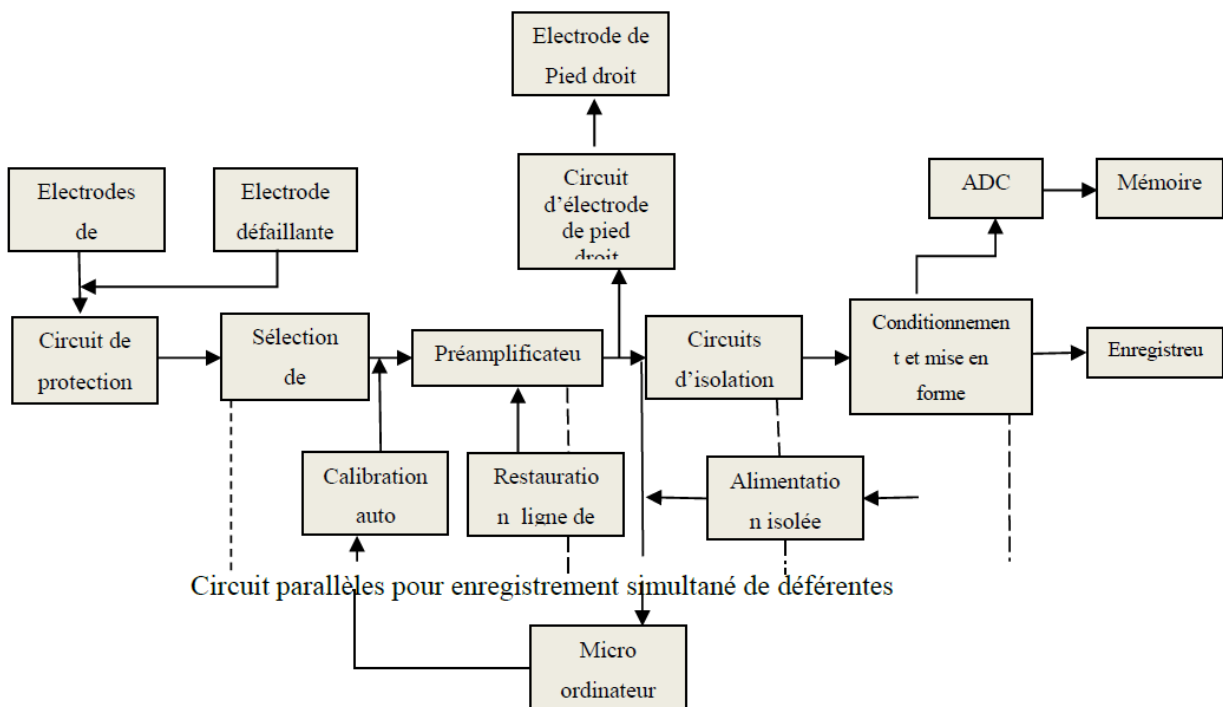 Electrode de
Pied droit
Circuit
d’électrode
de pied
droit
ADC
Mémoire
Electrodes
de
Electrode
défaillante
Circuit de
protection
Sélection
de
Préamplificateu
Circuits
d’isolation
Conditionnemen
t et mise en
forme
Enregistreu
Calibration
auto
Restauratio
n ligne de
Alimentatio
n isolée
Circuit parallèles pour enregistrement simultané de déférentes
Micro
ordinateur